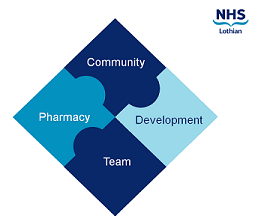 NHS
Lothian
Community
Pharmacy
Development
Team